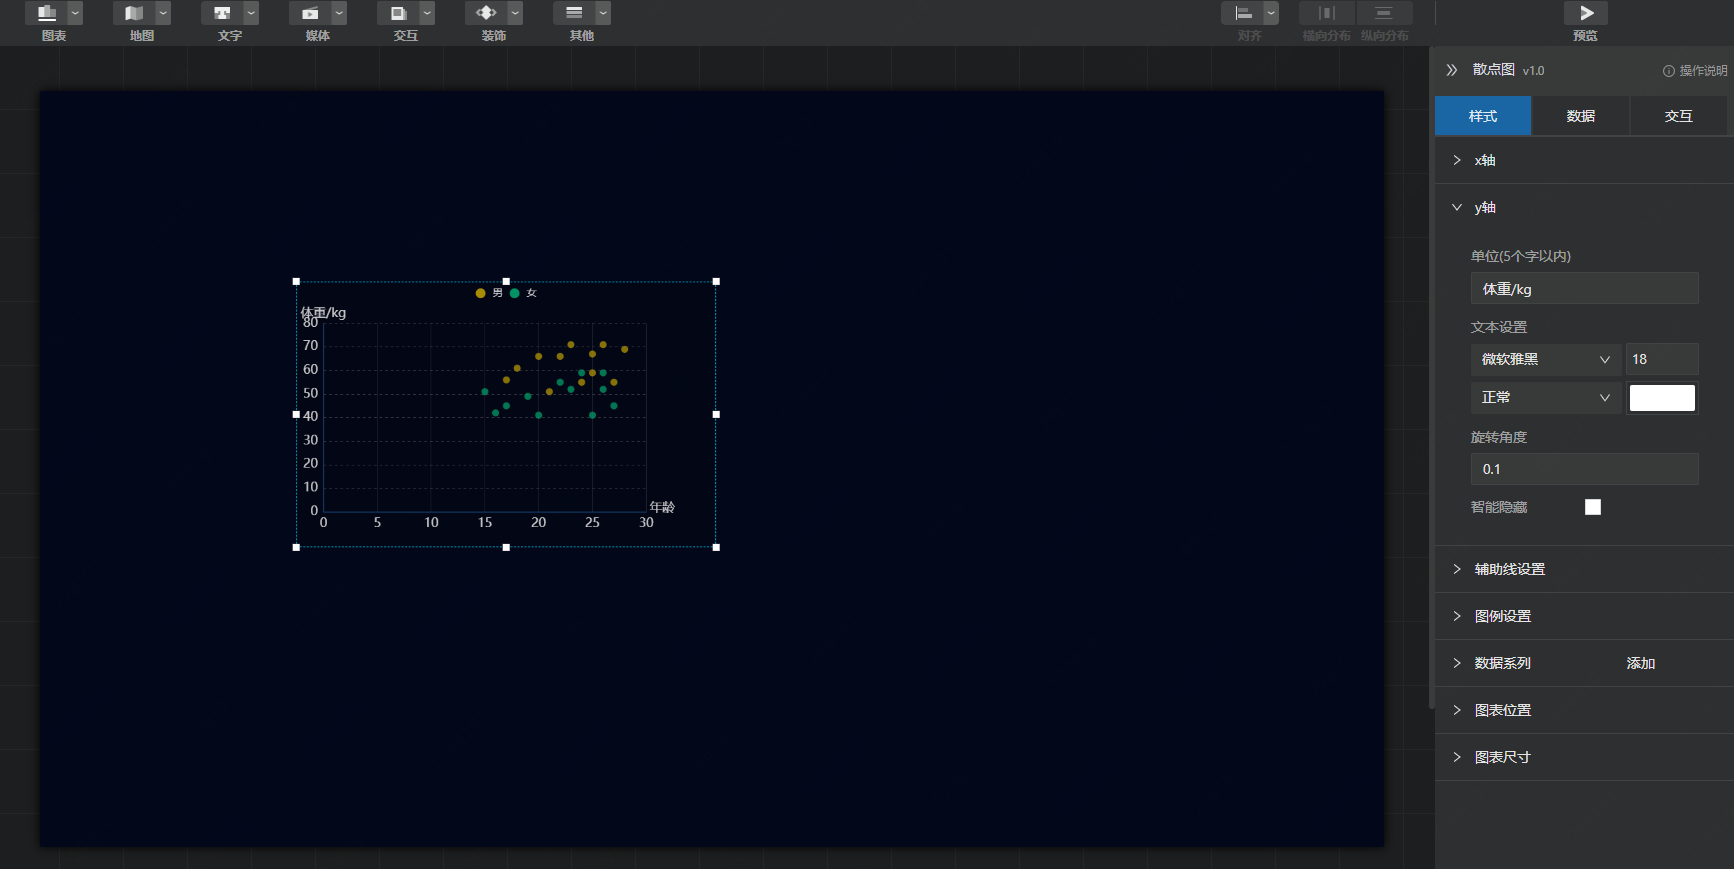 图表
地图
文字
媒体
交互
装饰
其他
对齐
横向分布
纵向分布
预览
散点图 v1.0
操作说明
样式
数据
交互
x轴
y轴
单位(5个字以内)
体重/kg
文本设置
微软雅黑
18
正常
旋转角度
0.1
智能隐藏
辅助线设置
图例设置
数据系列
添加
图表位置
图表尺寸
男
女
体重/kg
80
70
60
50
40
30
20
10
0
年龄
0 5 10 15 20 25 30